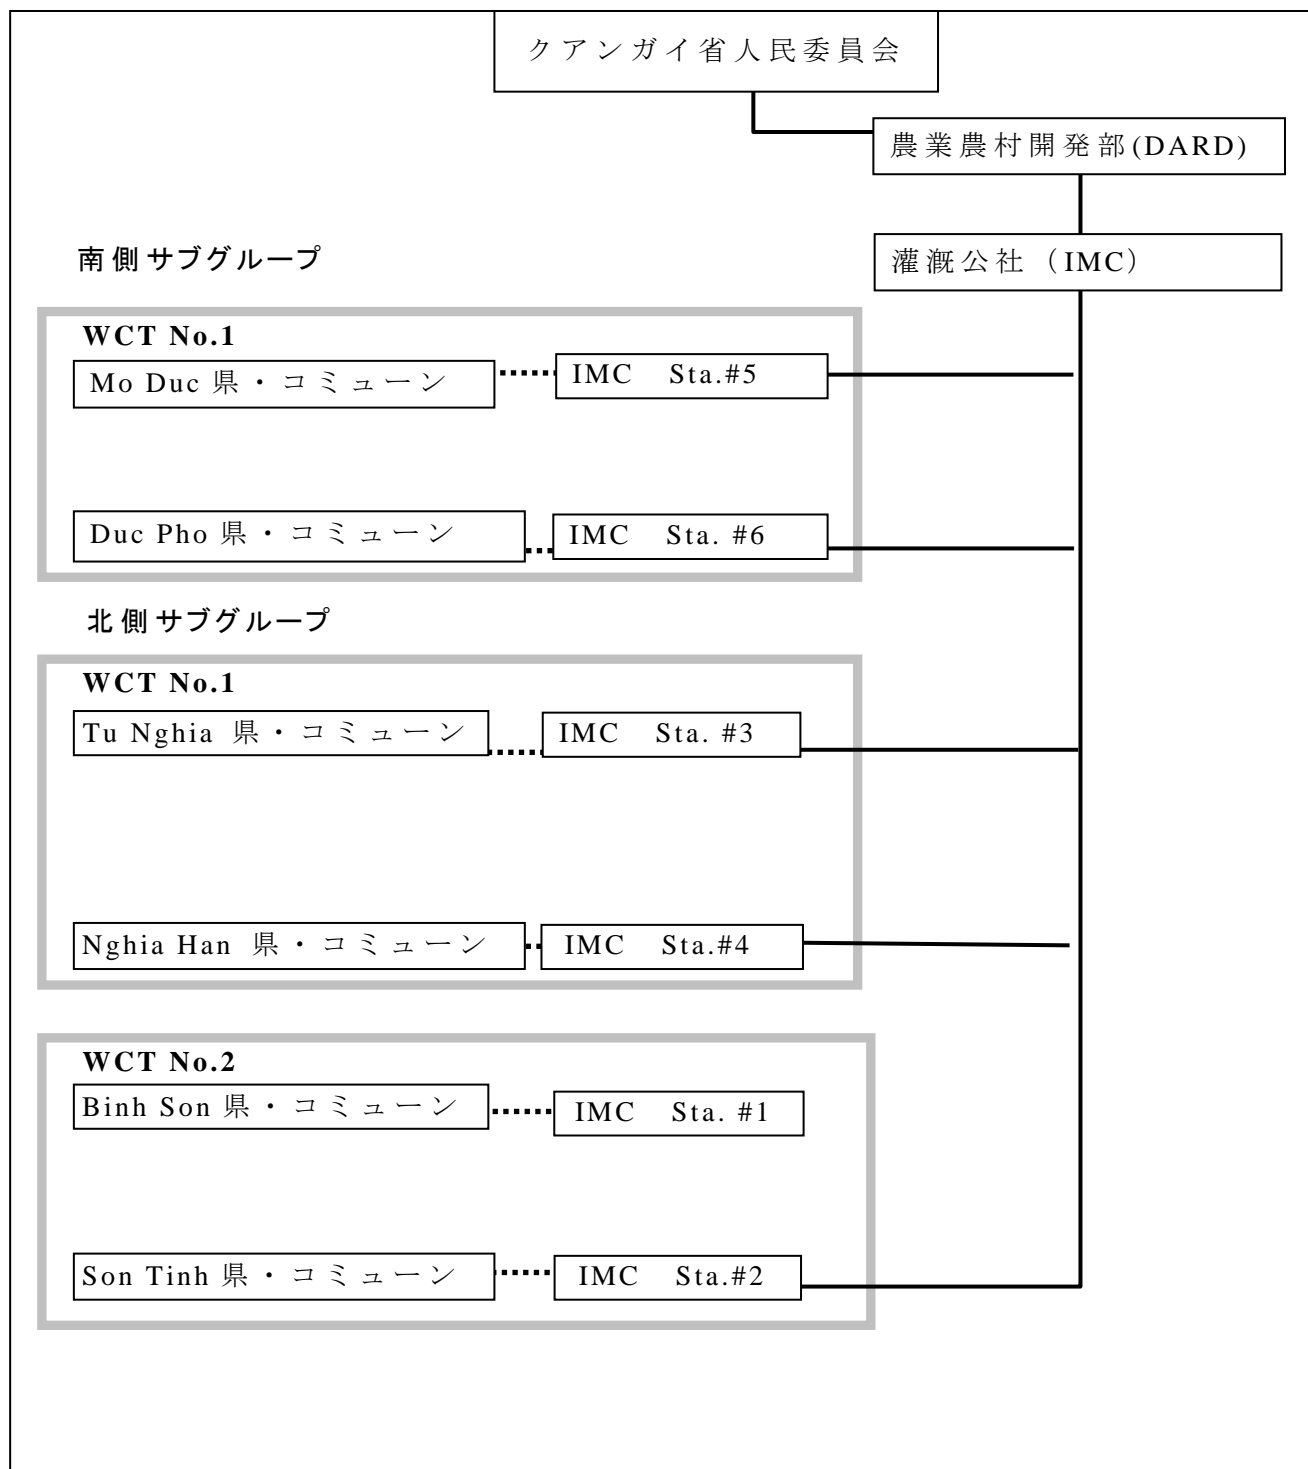 クアンガイ省人民委員会
農業農村開発部(DARD)
灌漑公社（IMC）
南側サブグループ
WCT No.1
Mo Duc 県・コミューン
IMC Sta.#5
Duc Pho 県・コミューン
IMC Sta. #6
北側サブグループ
WCT No.1
Tu Nghia 県・コミューン
IMC Sta. #3
Nghia Han 県・コミューン
IMC Sta.#4
WCT No.2
Binh Son 県・コミューン
IMC Sta. #1
Son Tinh 県・コミューン
IMC Sta.#2